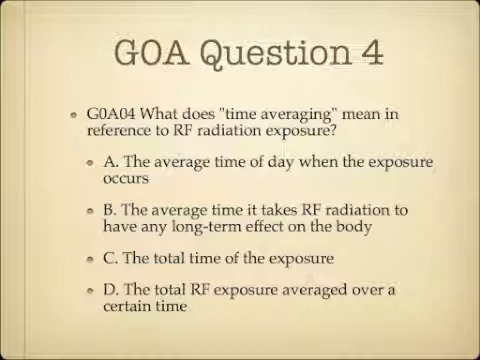 GOA Question 4
G0A04 What does "time averaging" mean in
reference to RF radiation exposure?
A. The average time of day when the exposure
occurs
B. The average time it takes RF radiation to
have any long-term effect on the body
C. The total time of the exposure
D. The total RF exposure averaged over a
certain time